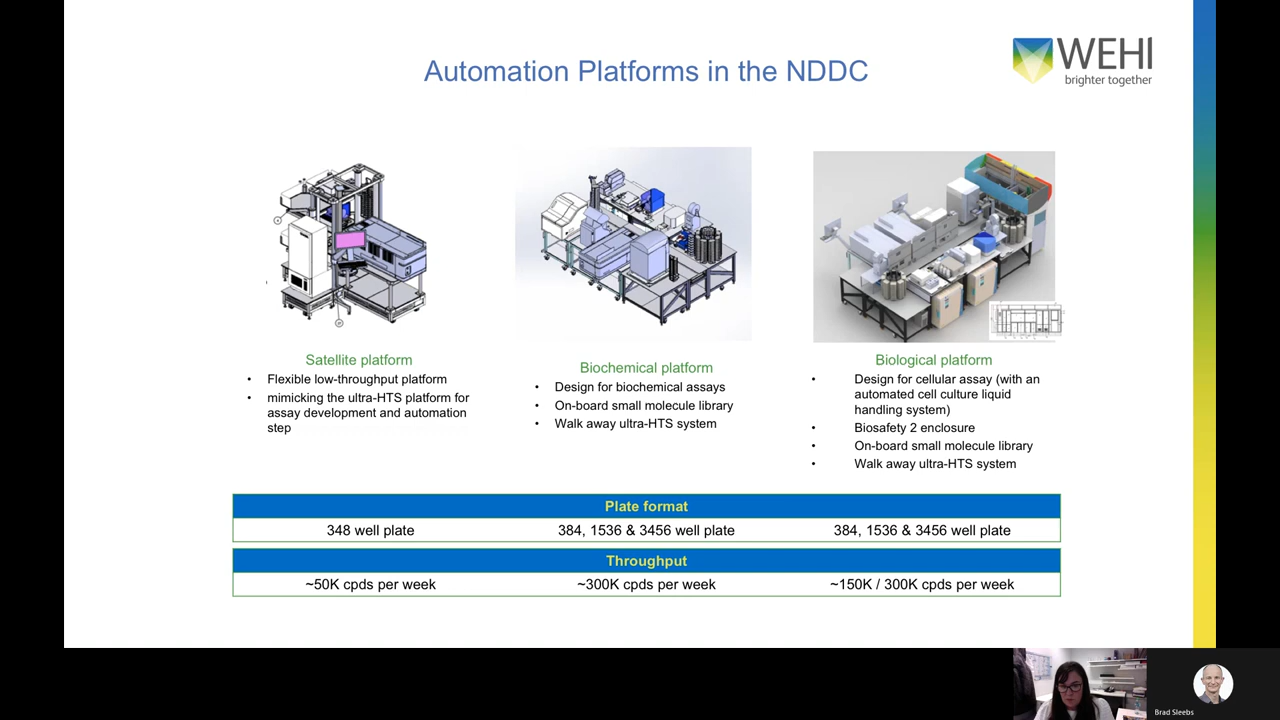 WEHI
brighter together
Automation Platforms in the NDDC
Satellite platform
• Flexible low-throughput platform
• mimicking the ultra-HTS platform for
assay development and automation
step
Biochemical platform
• Design for biochemical assays
• On-board small molecule library
• Walk away ultra-HTS system
Biological platform
• Design for cellular assay (with an
automated cell culture liquid
handling system)
• Biosafety 2 enclosure
• On-board small molecule library
• Walk away ultra-HTS system
Plate format
348 well plate 384, 1536 & 3456 well plate 384, 1536 & 3456 well plate
Throughput
~50K cpds per week ~300K cpds per week ~150K / 300K cpds per week
Brad Sleebs